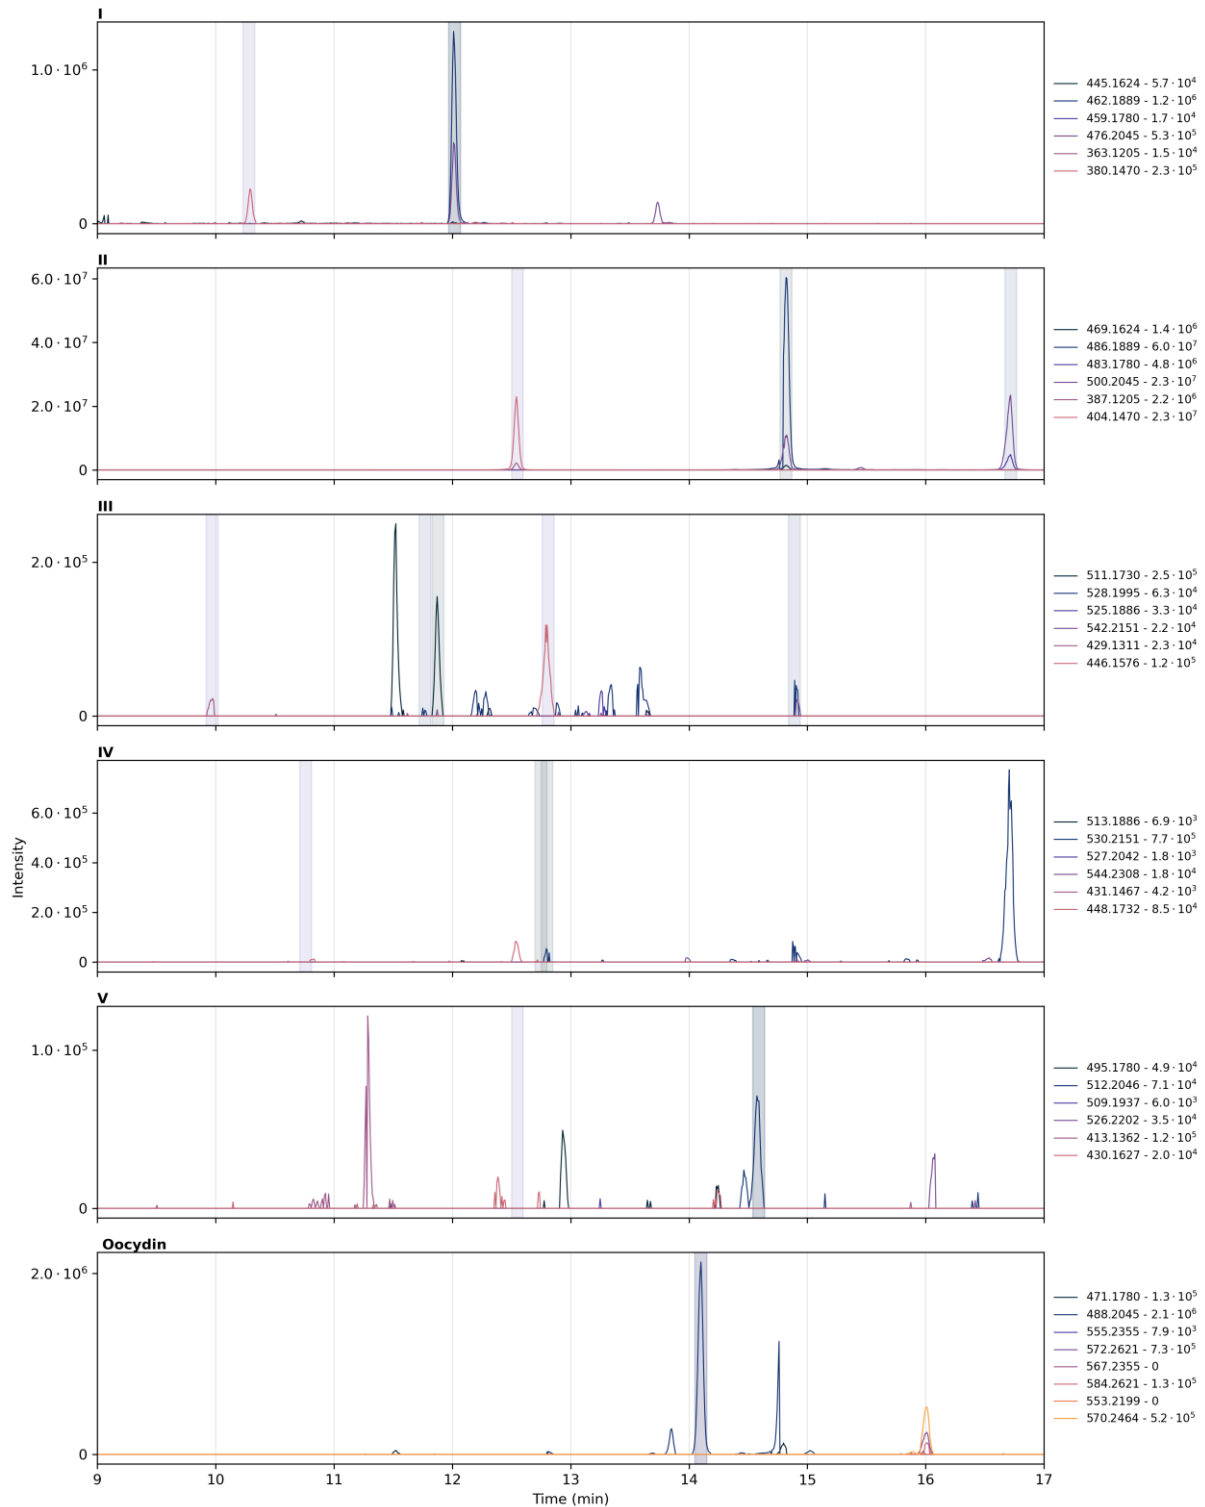 I
1.0 · 10⁶
0
445.1624 - 5.7 · 10⁴
462.1889 - 1.2 · 10⁶
459.1780 - 1.7 · 10⁴
476.2045 - 5.3 · 10⁵
363.1205 - 1.5 · 10⁴
380.1470 - 2.3 · 10⁵
9 10 11 12 13 14 15 16 17
II
6.0 · 10⁷
4.0 · 10⁷
2.0 · 10⁷
0
469.1624 - 1.4 · 10⁶
486.1889 - 6.0 · 10⁷
483.1780 - 4.8 · 10⁶
500.2045 - 2.3 · 10⁷
387.1205 - 2.2 · 10⁶
404.1470 - 2.3 · 10⁷
III
2.0 · 10⁵
0
511.1730 - 2.5 · 10⁵
528.1995 - 6.3 · 10⁴
525.1886 - 3.3 · 10⁴
542.2151 - 2.2 · 10⁴
429.1311 - 2.3 · 10⁴
446.1576 - 1.2 · 10⁵
IV
Intensity
6.0 · 10⁵
4.0 · 10⁵
2.0 · 10⁵
0
513.1886 - 6.9 · 10³
530.2151 - 7.7 · 10⁵
527.2042 - 1.8 · 10³
544.2308 - 1.8 · 10⁴
431.1467 - 4.2 · 10³
448.1732 - 8.5 · 10⁴
V
1.0 · 10⁵
0
495.1780 - 4.9 · 10⁴
512.2046 - 7.1 · 10⁴
509.1937 - 6.0 · 10³
526.2202 - 3.5 · 10⁴
413.1362 - 1.2 · 10⁵
430.1627 - 2.0 · 10⁴
Oocydin
2.0 · 10⁶
0
471.1780 - 1.3 · 10⁵
488.2045 - 2.1 · 10⁶
555.2355 - 7.9 · 10³
572.2621 - 7.3 · 10⁵
567.2355 - 0
584.2621 - 1.3 · 10⁵
553.2199 - 0
570.2464 - 5.2 · 10⁵
9 10 11 12 13 14 15 16 17
Time (min)